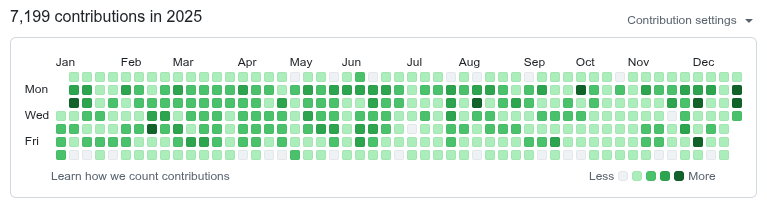 7,199 contributions in 2025
Contribution settings
Jan Feb Mar Apr May Jun Jul Aug Sep Oct Nov Dec
Mon
Wed
Fri
Learn how we count contributions
Less More